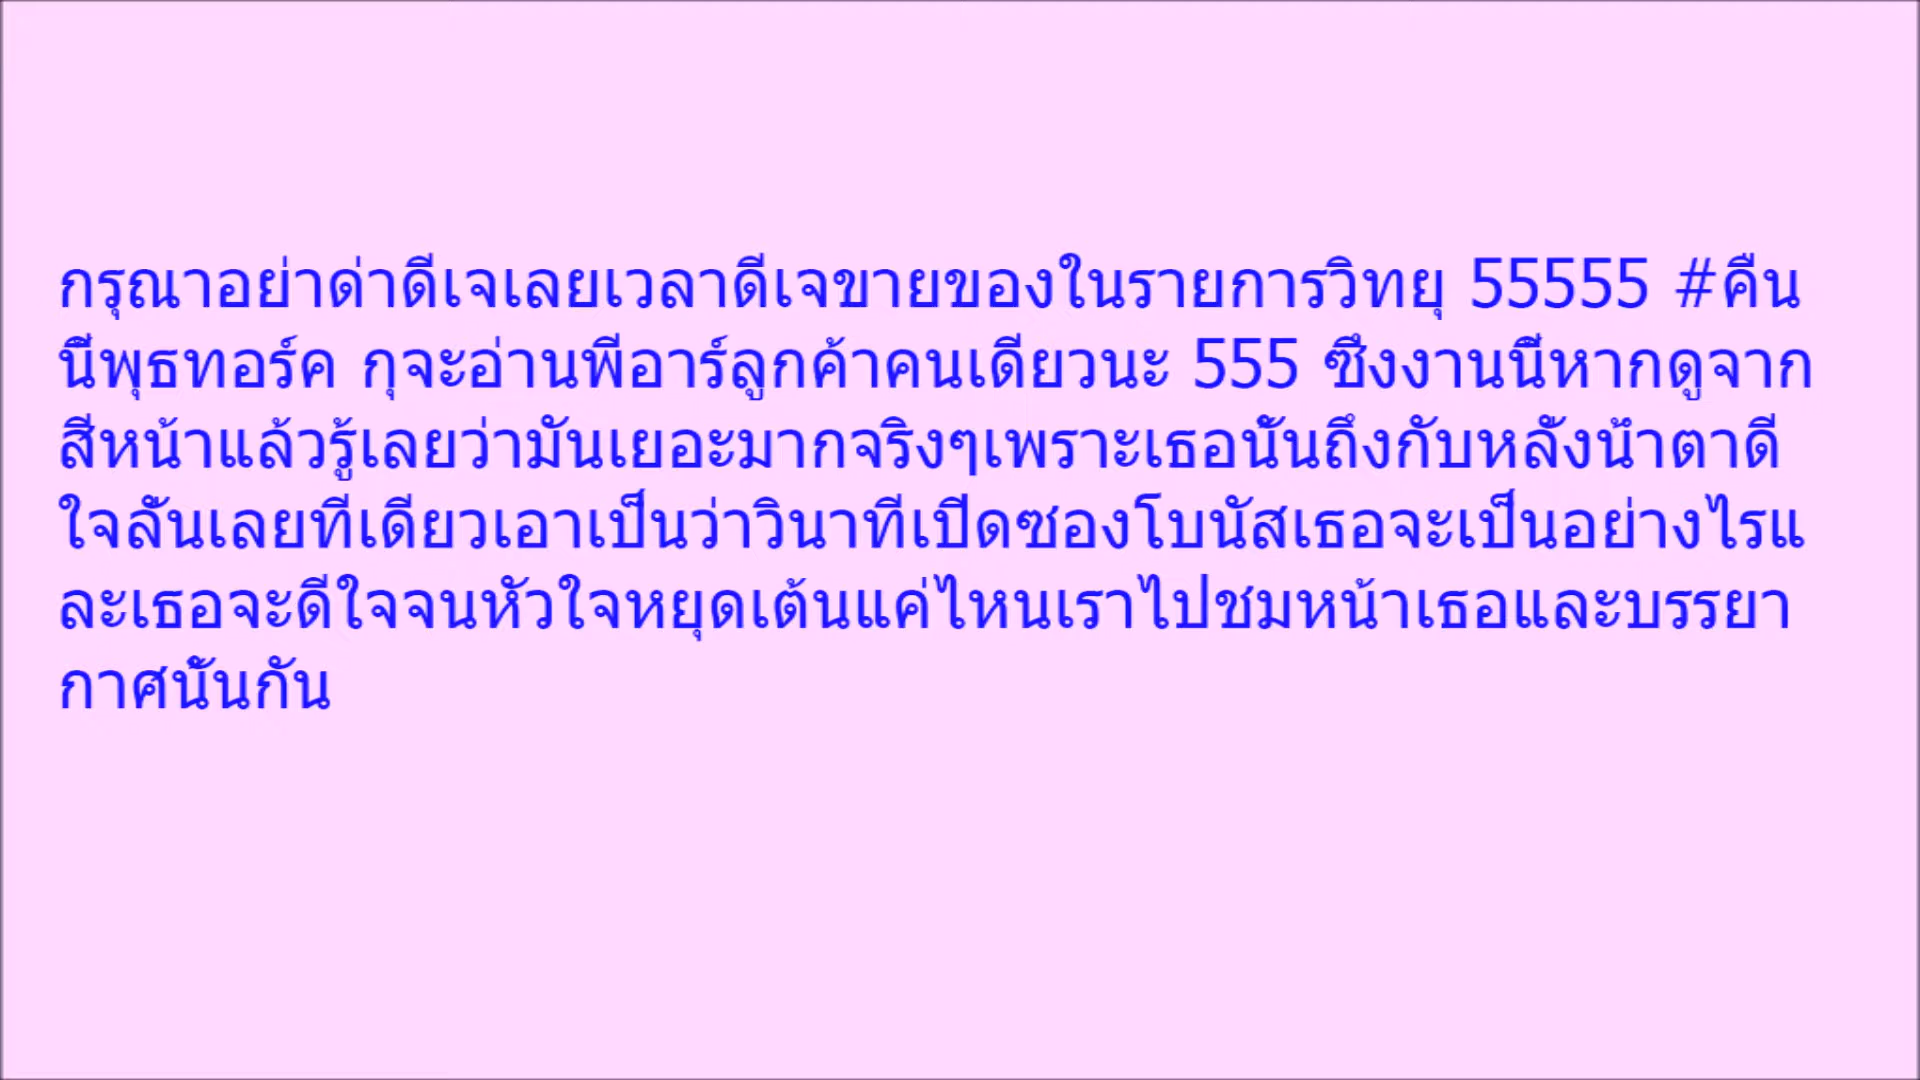 กรุณาอย่าด่าดีเจเลยเวลาดีเจขายของในรายการวิทยุ 55555 #คืน
นี้พุธทอร์ค กุจะอ่านพีอาร์ลูกค้าคนเดียวนะ 555 ซึ่งงานนี้หากดูจาก
สีหน้าแล้วรู้เลยว่ามันเยอะมากจริงๆเพราะเธอนั้นถึงกับหลั่งน้ำตาดี
ใจลั่นเลยทีเดียวเอาเป็นว่าวินาทีเปิดซองโบนัสเธอจะเป็นอย่างไรแ
ละเธอจะดีใจจนหัวใจหยุดเต้นแค่ไหนเราไปชมหน้าเธอและบรรยา
กาศนั้นกัน